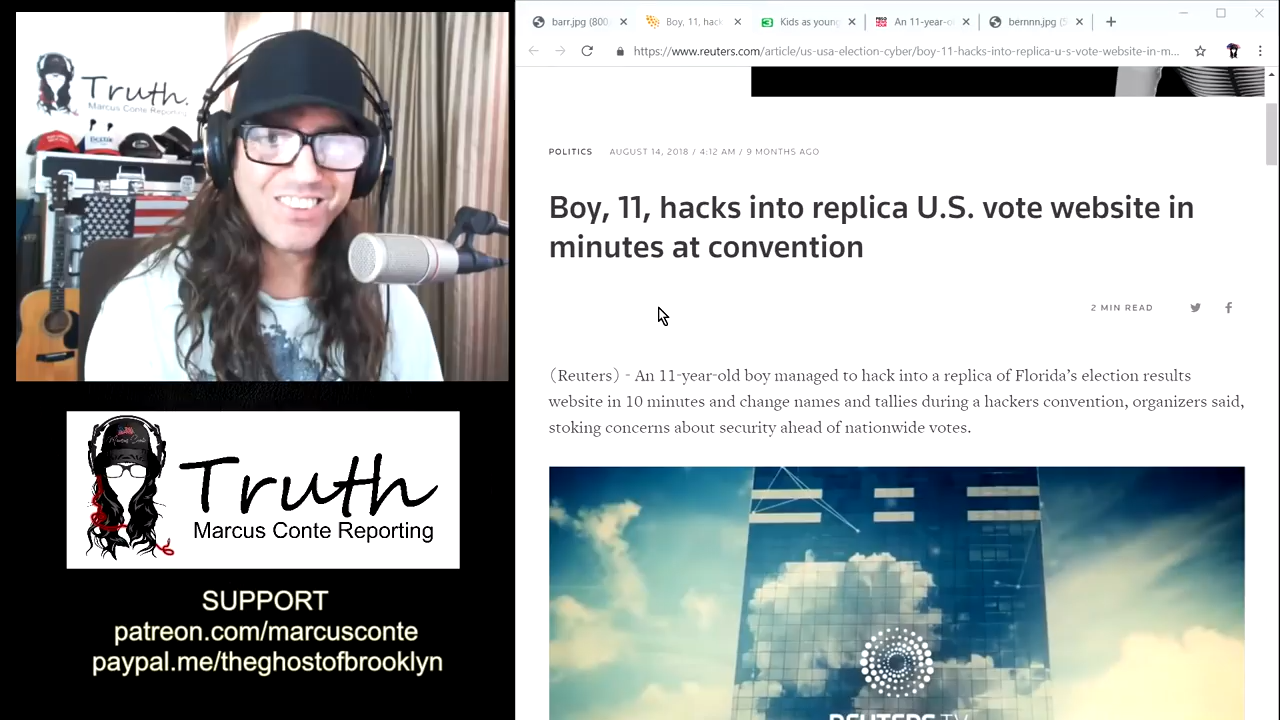 Truth.
Marcus Conte Reporting
Truth
Marcus Conte Reporting
SUPPORT
patreon.com/marcusconte
paypal.me/theghostofbrooklyn
barr.jpg (800
Boy, 11, hack
Kids as young
An 11-year-ol
bernnn.jpg (5
https://www.reuters.com/article/us-usa-election-cyber/boy-11-hacks-into-replica-u-s-vote-website-in-m...
POLITICS AUGUST 14, 2018 / 4:12 AM / 9 MONTHS AGO
Boy, 11, hacks into replica U.S. vote website in
minutes at convention
2 MIN READ
(Reuters) - An 11-year-old boy managed to hack into a replica of Florida’s election results
website in 10 minutes and change names and tallies during a hackers convention, organizers said,
stoking concerns about security ahead of nationwide votes.
REUTERS TV